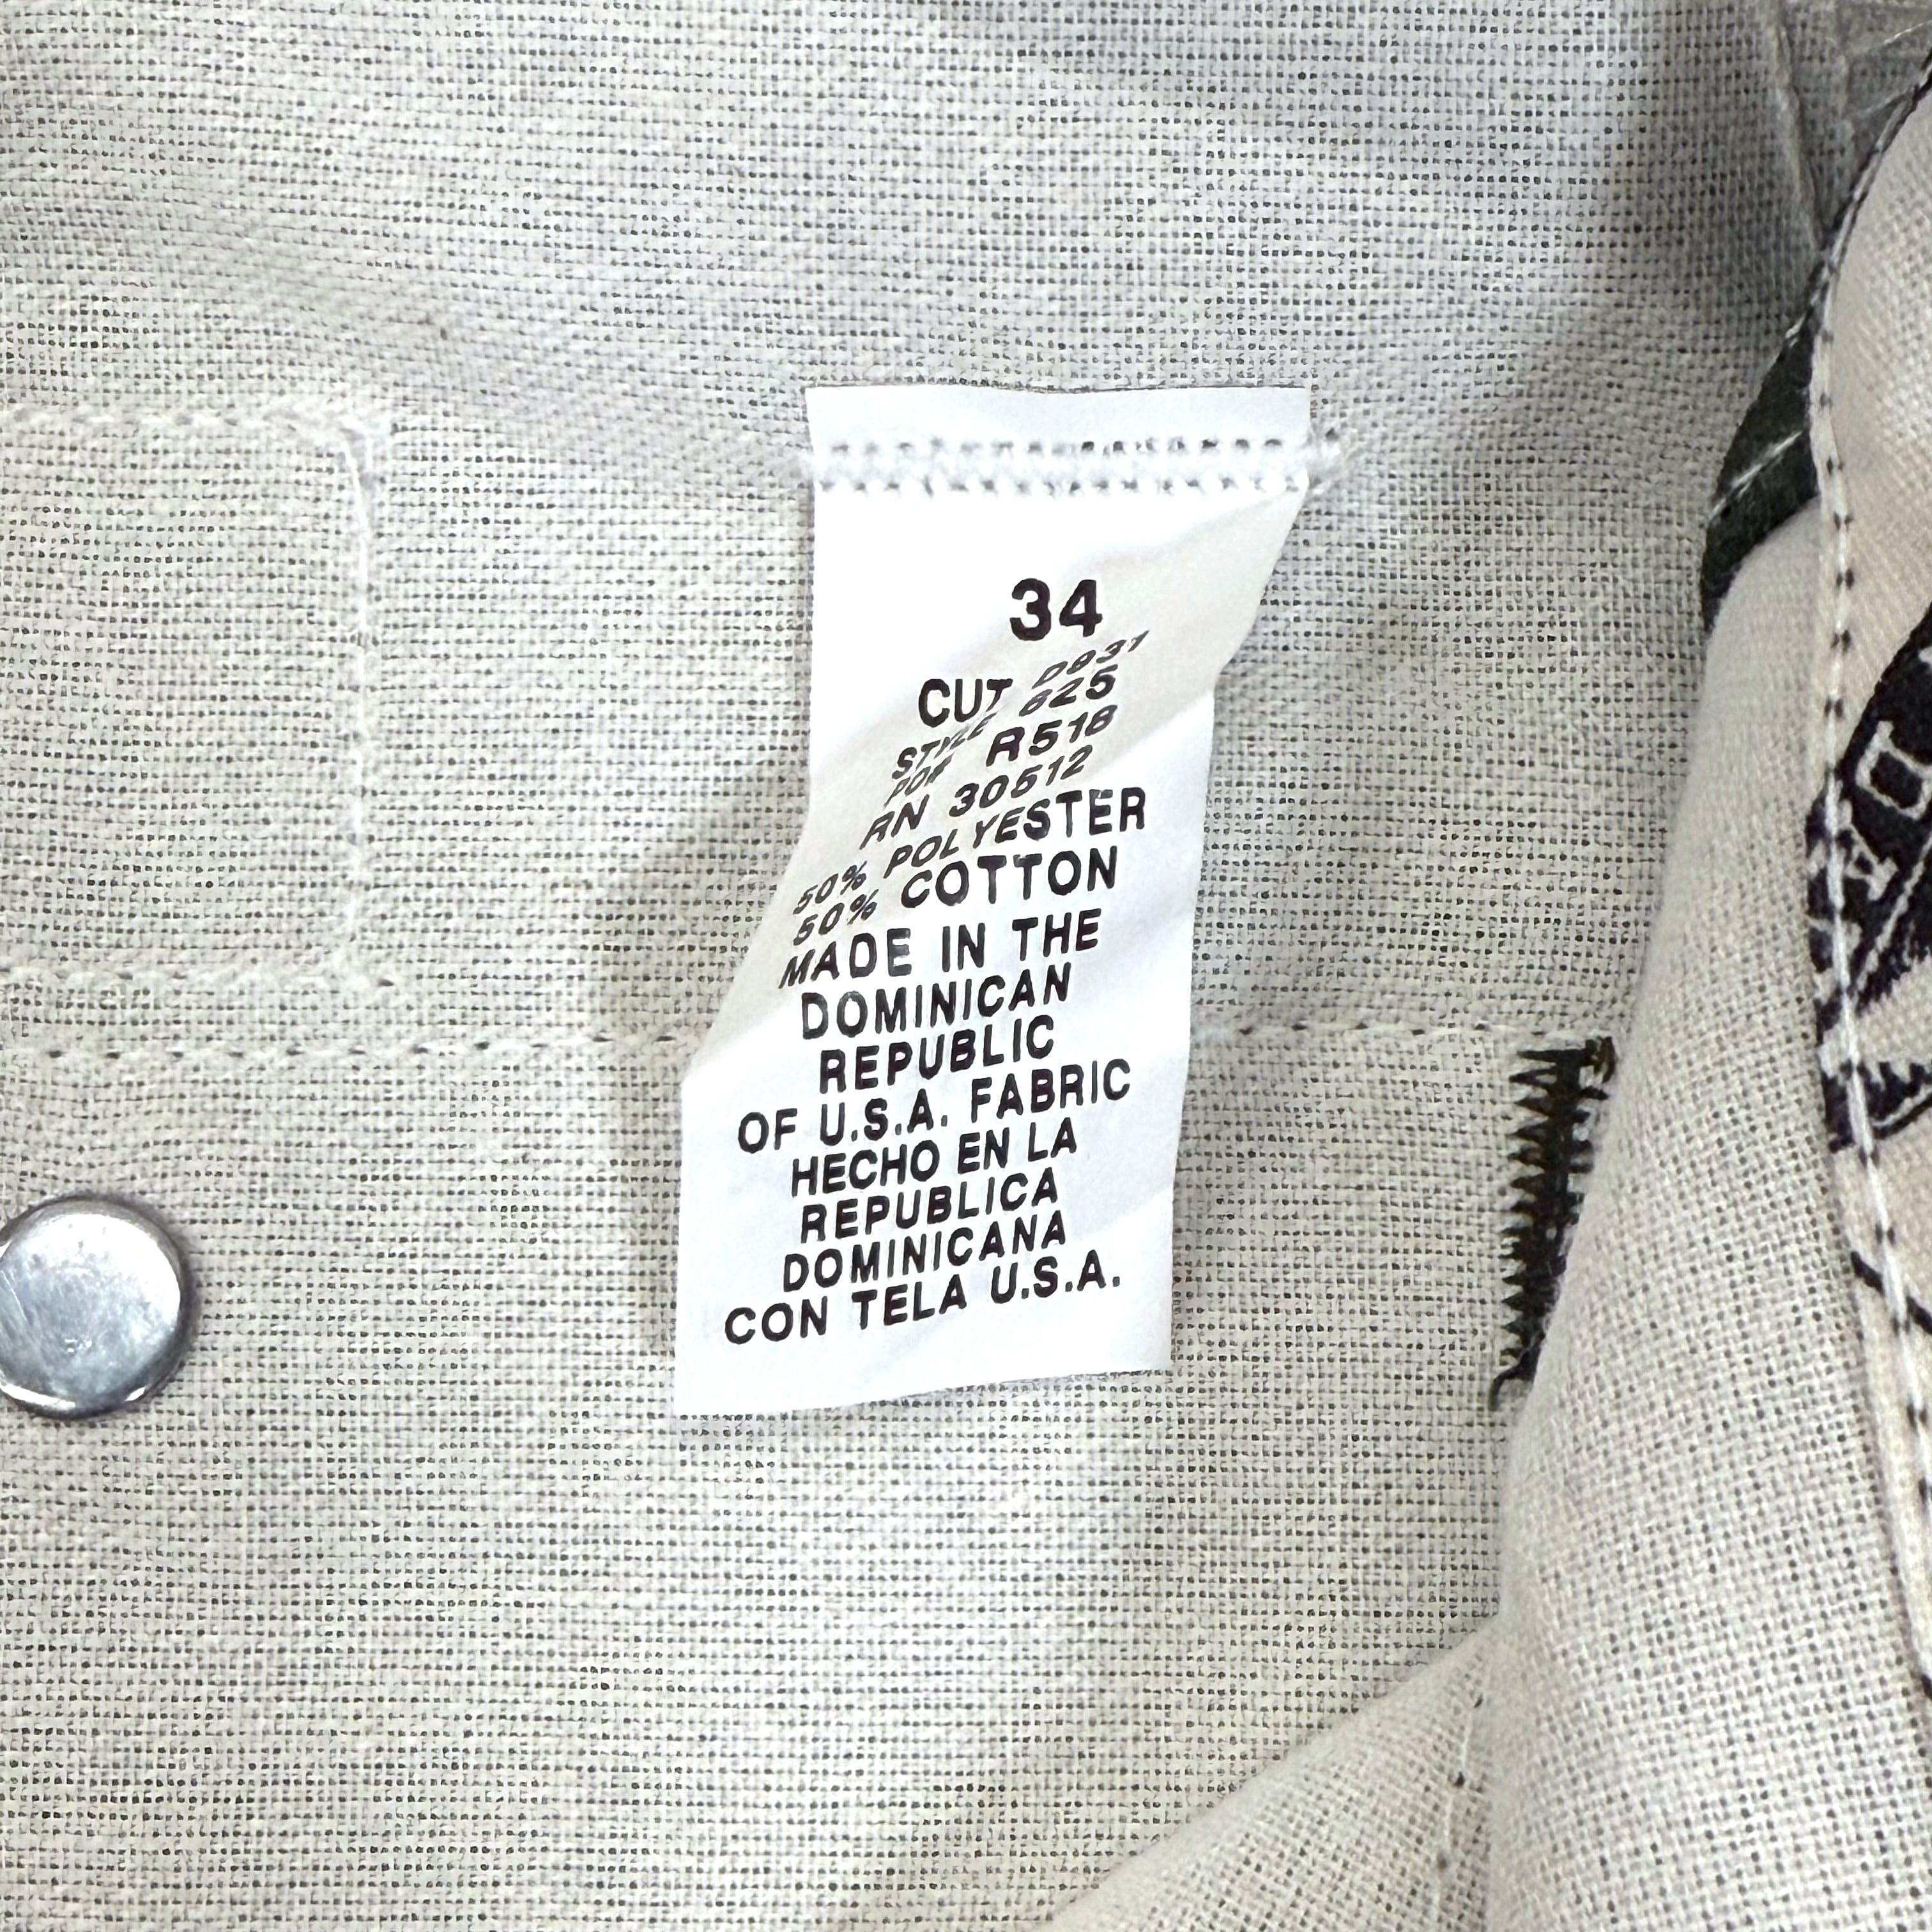 34
CUT D931
STYLE 825
PO# R518
RN 30512
50% POLYESTER
50% COTTON
MADE IN THE
DOMINICAN
REPUBLIC
OF U.S.A. FABRIC
HECHO EN LA
REPUBLICA
DOMINICANA
CON TELA U.S.A.